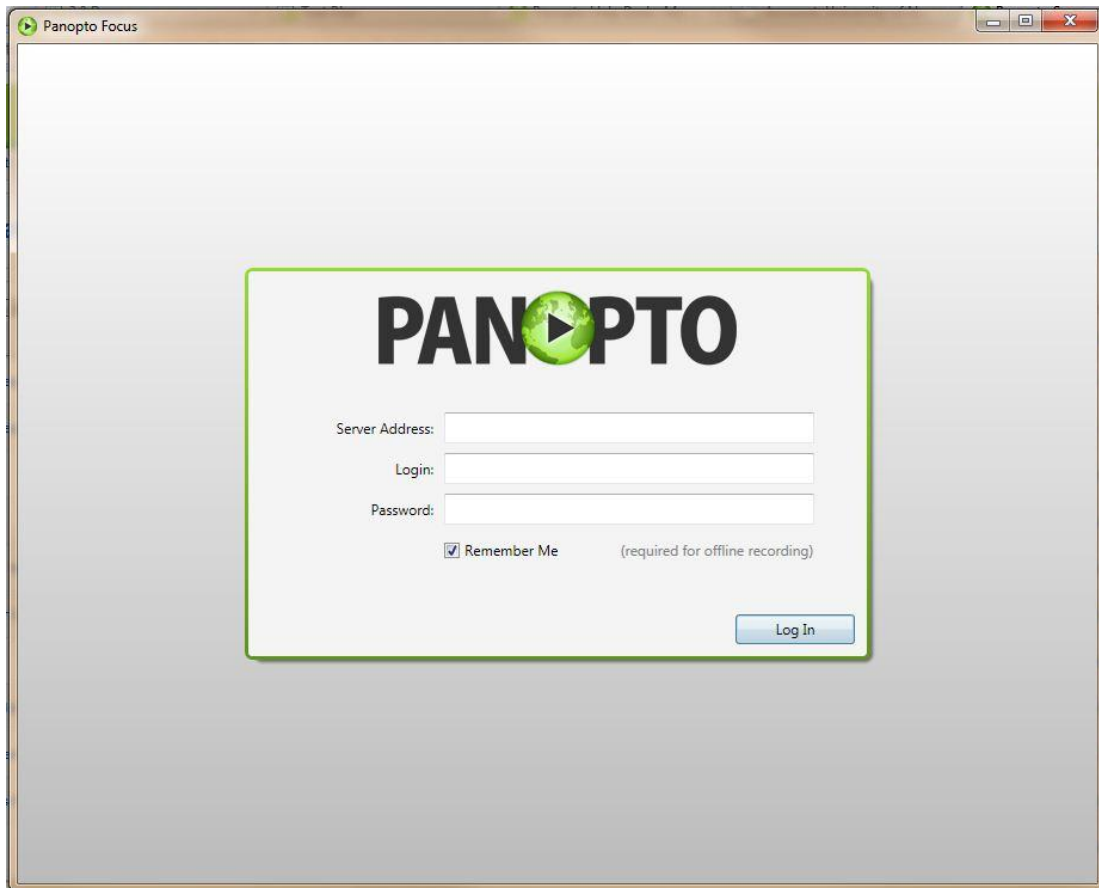 Panopto Focus
PANOPTO
Server Address:
Login:
Password:
Remember Me (required for offline recording)
Log In